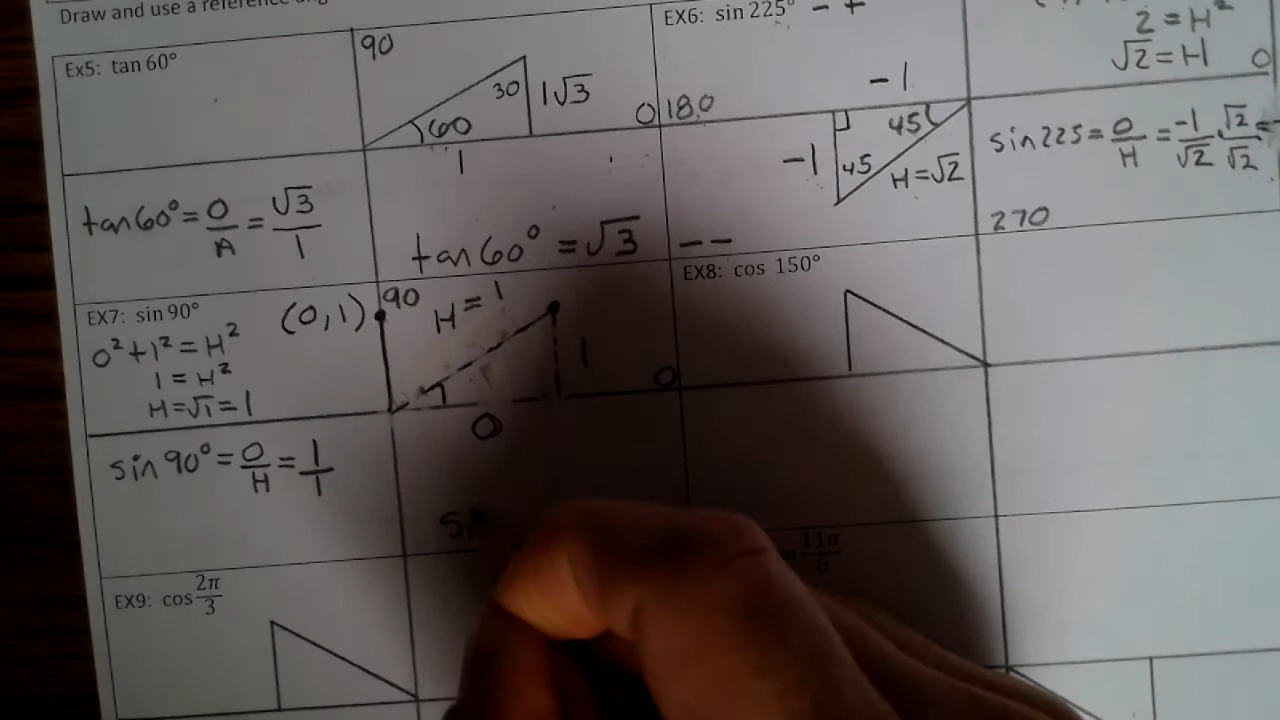 Draw and use a reference
Ex5: tan 60°
90
30
1√3
60
1
0
tan60° = O/A = √3/1
tan60° = √3
EX6: sin 225°
- +
-1
180
45
-1
45
H=√2
- -
2 = H²
√2 = H
0
sin225 = O/H = -1/√2 √2/√2 =
270
EX7: sin 90°
(0,1)
90
H = 1
0² + 1² = H²
1 = H²
H = √1 = 1
1
0
0
sin 90° = O/H = 1/1
EX8: cos 150°
EX9: cos 2π/3
11π/6